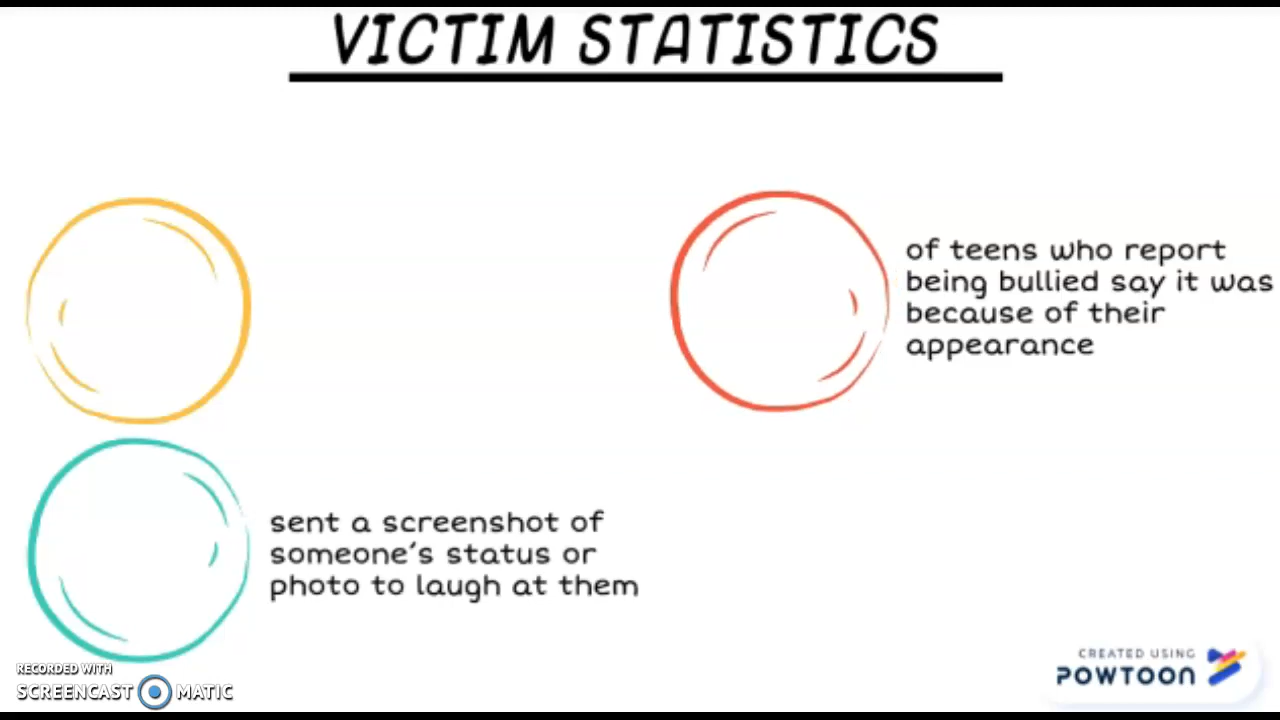 VICTIM STATISTICS
of teens who report
being bullied say it was
because of their
appearance
sent a screenshot of
someone's status or
photo to laugh at them
RECORDED WITH
SCREENCAST MATIC
CREATED USING
POWTOON